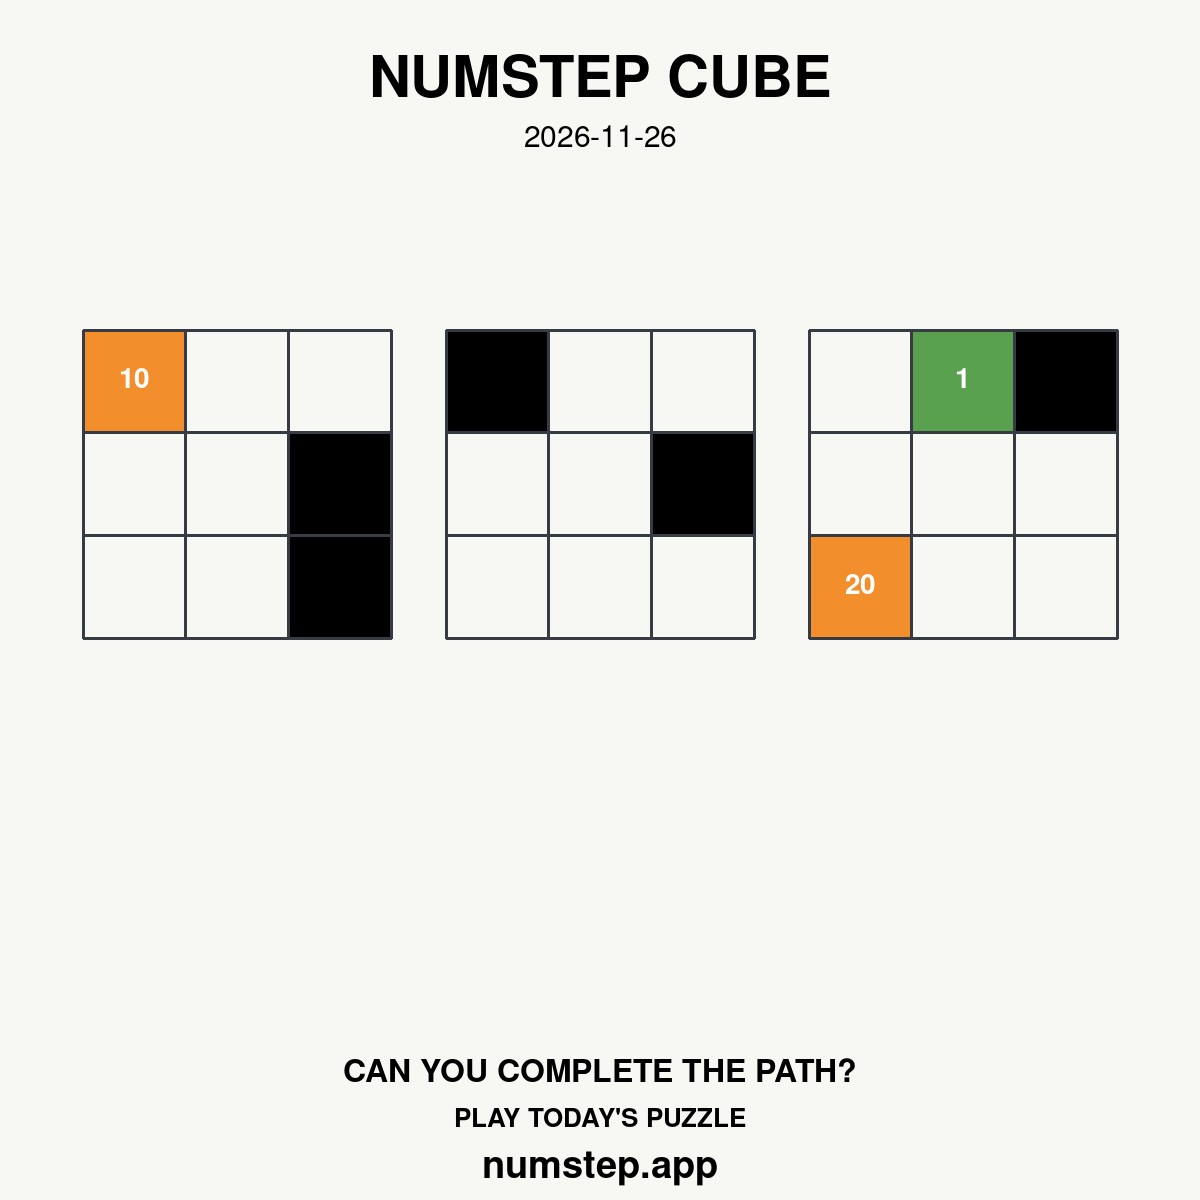 NUMSTEP CUBE
2026-11-26
10
1
20
CAN YOU COMPLETE THE PATH?
PLAY TODAY'S PUZZLE
numstep.app